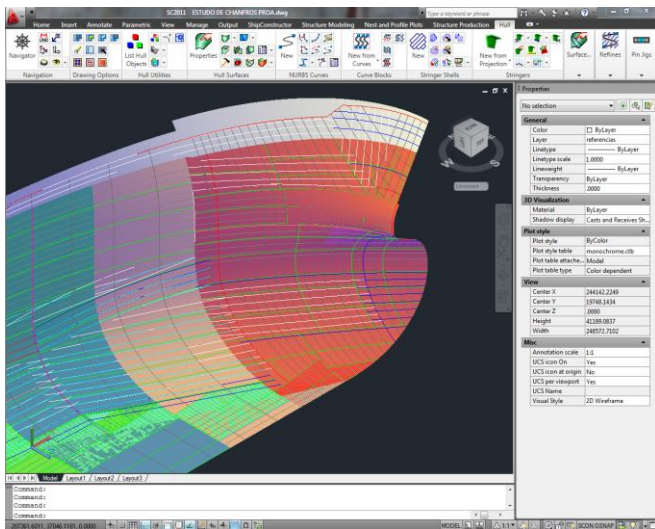 SC2011 ESTUDO DE CHANFROS PROA.dwg
Type a keyword or phrase
Home Insert Annotate Parametric View Manage Output ShipConstructor Structure Modeling Nest and Profile Plots Structure Production Hull
Navigator
List Hull Objects
Properties
New
New from Curves
New
New from Projection
Surface...
Reflines
Pin Jigs
Navigation Drawing Options Hull Utilities Hull Surfaces NURBS Curves Curve Blocks Stringer Shells Stringers
Properties
No selection
General
Color ByLayer
Layer referencias
Linetype ByLayer
Linetype scale 1.0000
Lineweight ByLayer
Transparency ByLayer
Thickness .0000
3D Visualization
Material ByLayer
Shadow display Casts and Receives Sh...
Plot style
Plot style ByColor
Plot style table monochrome.ctb
Plot table attache... Model
Plot table type Color dependent
View
Center X 244142.2249
Center Y 19748.1434
Center Z .0000
Height 41189.0837
Width 248572.7102
Misc
Annotation scale 1:1
UCS icon On Yes
UCS icon at origin No
UCS per viewport Yes
UCS Name
Visual Style 2D Wireframe
W
S
Unnamed
Model Layout1 Layout2 Layout3
Command:
Command:
Command:
Command:
MODEL
1:1
SCON OSNAP